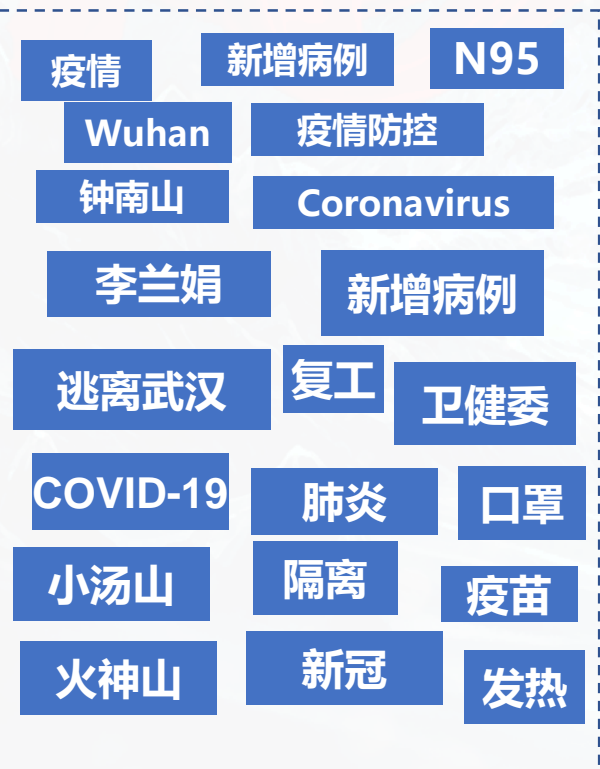 疫情
新增病例
N95
Wuhan
疫情防控
钟南山
Coronavirus
李兰娟
新增病例
逃离武汉
复工
卫健委
COVID-19
肺炎
口罩
小汤山
隔离
疫苗
火神山
新冠
发热